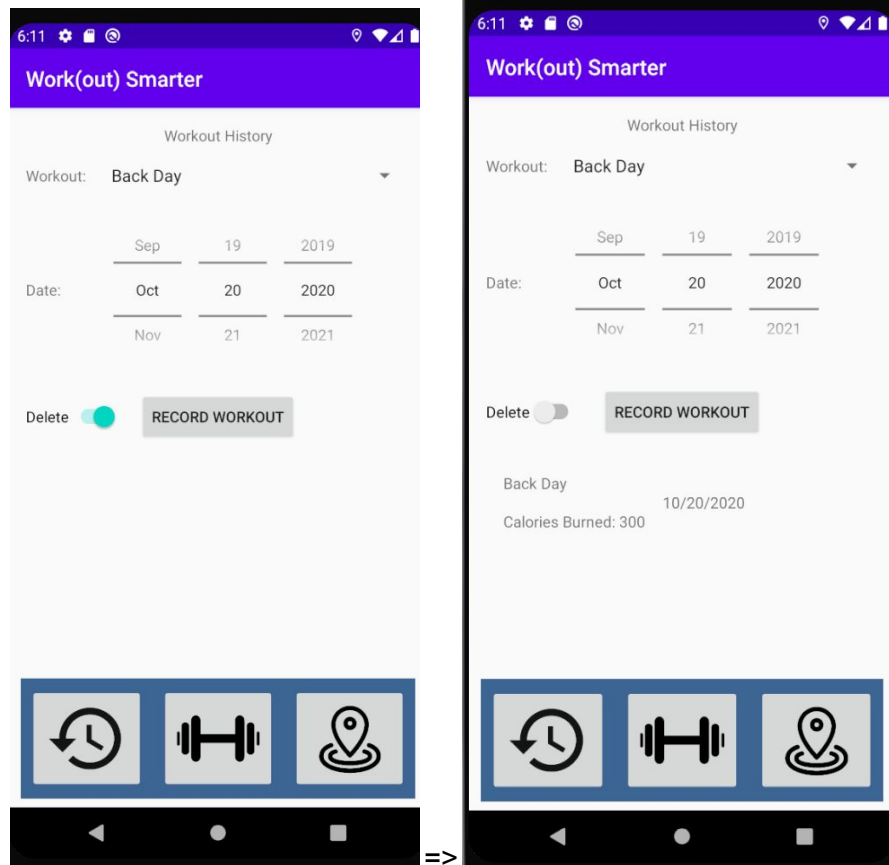 6:11
Work(out) Smarter
Workout History
Workout: Back Day
Sep 19 2019
Date: Oct 20 2020
Nov 21 2021
Delete RECORD WORKOUT
=>
6:11
Work(out) Smarter
Workout History
Workout: Back Day
Sep 19 2019
Date: Oct 20 2020
Nov 21 2021
Delete RECORD WORKOUT
Back Day
10/20/2020
Calories Burned: 300